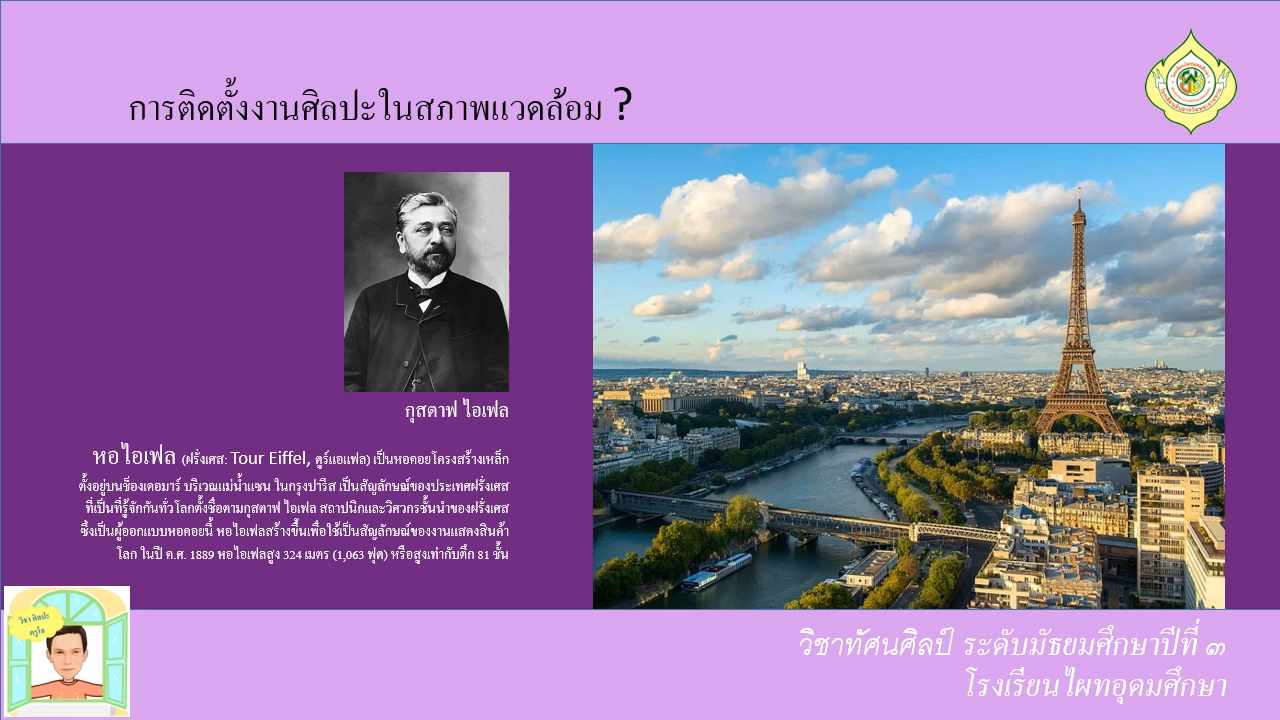 การติดตั้งงานศิลปะในสภาพแวดล้อม ?
กุสตาฟ ไอเฟล
หอไอเฟล (ฝรั่งเศส: Tour Eiffel, ตูร์แอแฟล) เป็นหอคอยโครงสร้างเหล็ก
ตั้งอยู่บนช็องเดอมาร์ บริเวณแม่น้ำแซน ในกรุงปารีส เป็นสัญลักษณ์ของประเทศฝรั่งเศส
ที่เป็นที่รู้จักกันทั่วโลกตั้งชื่อตามกุสตาฟ ไอเฟล สถาปนิกและวิศวกรชั้นนำของฝรั่งเศส
ซึ่งเป็นผู้ออกแบบหอคอยนี้ หอไอเฟลสร้างขึ้นเพื่อใช้เป็นสัญลักษณ์ของงานแสดงสินค้า
โลก ในปี ค.ศ. 1889 หอไอเฟลสูง 324 เมตร (1,063 ฟุต) หรือสูงเท่ากับตึก 81 ชั้น
วิชา ศิลปะ
ครูโอ
วิชาทัศนศิลป์ ระดับมัธยมศึกษาปีที่ ๓
โรงเรียนไผทอุดมศึกษา